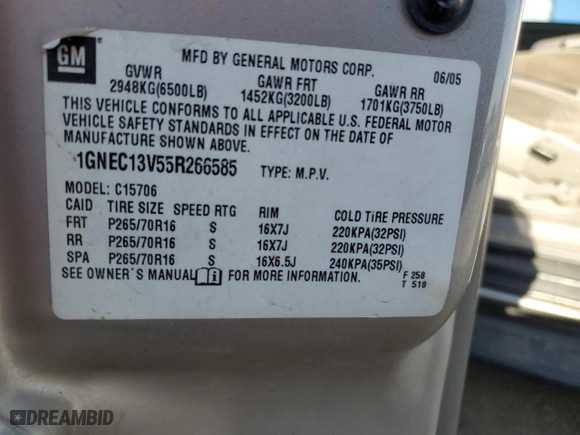 GM
MFD BY GENERAL MOTORS CORP.
06/05
GVWR GAWR FRT GAWR RR
2948KG(6500LB) 1452KG(3200LB) 1701KG(3750LB)
THIS VEHICLE CONFORMS TO ALL APPLICABLE U.S. FEDERAL MOTOR
VEHICLE SAFETY STANDARDS IN EFFECT ON THE DATE OF
MANUFACTURE SHOWN ABOVE.
1GNEC13V55R266585 TYPE: M.P.V.
MODEL: C15706
CAID TIRE SIZE SPEED RTG RIM COLD TIRE PRESSURE
FRT P265/70R16 S 16X7J 220KPA(32PSI)
RR P265/70R16 S 16X7J 220KPA(32PSI)
SPA P265/70R16 S 16X6.5J 240KPA(35PSI)
SEE OWNER'S MANUAL i FOR MORE INFORMATION.
F 258
T 518
DREAMBID